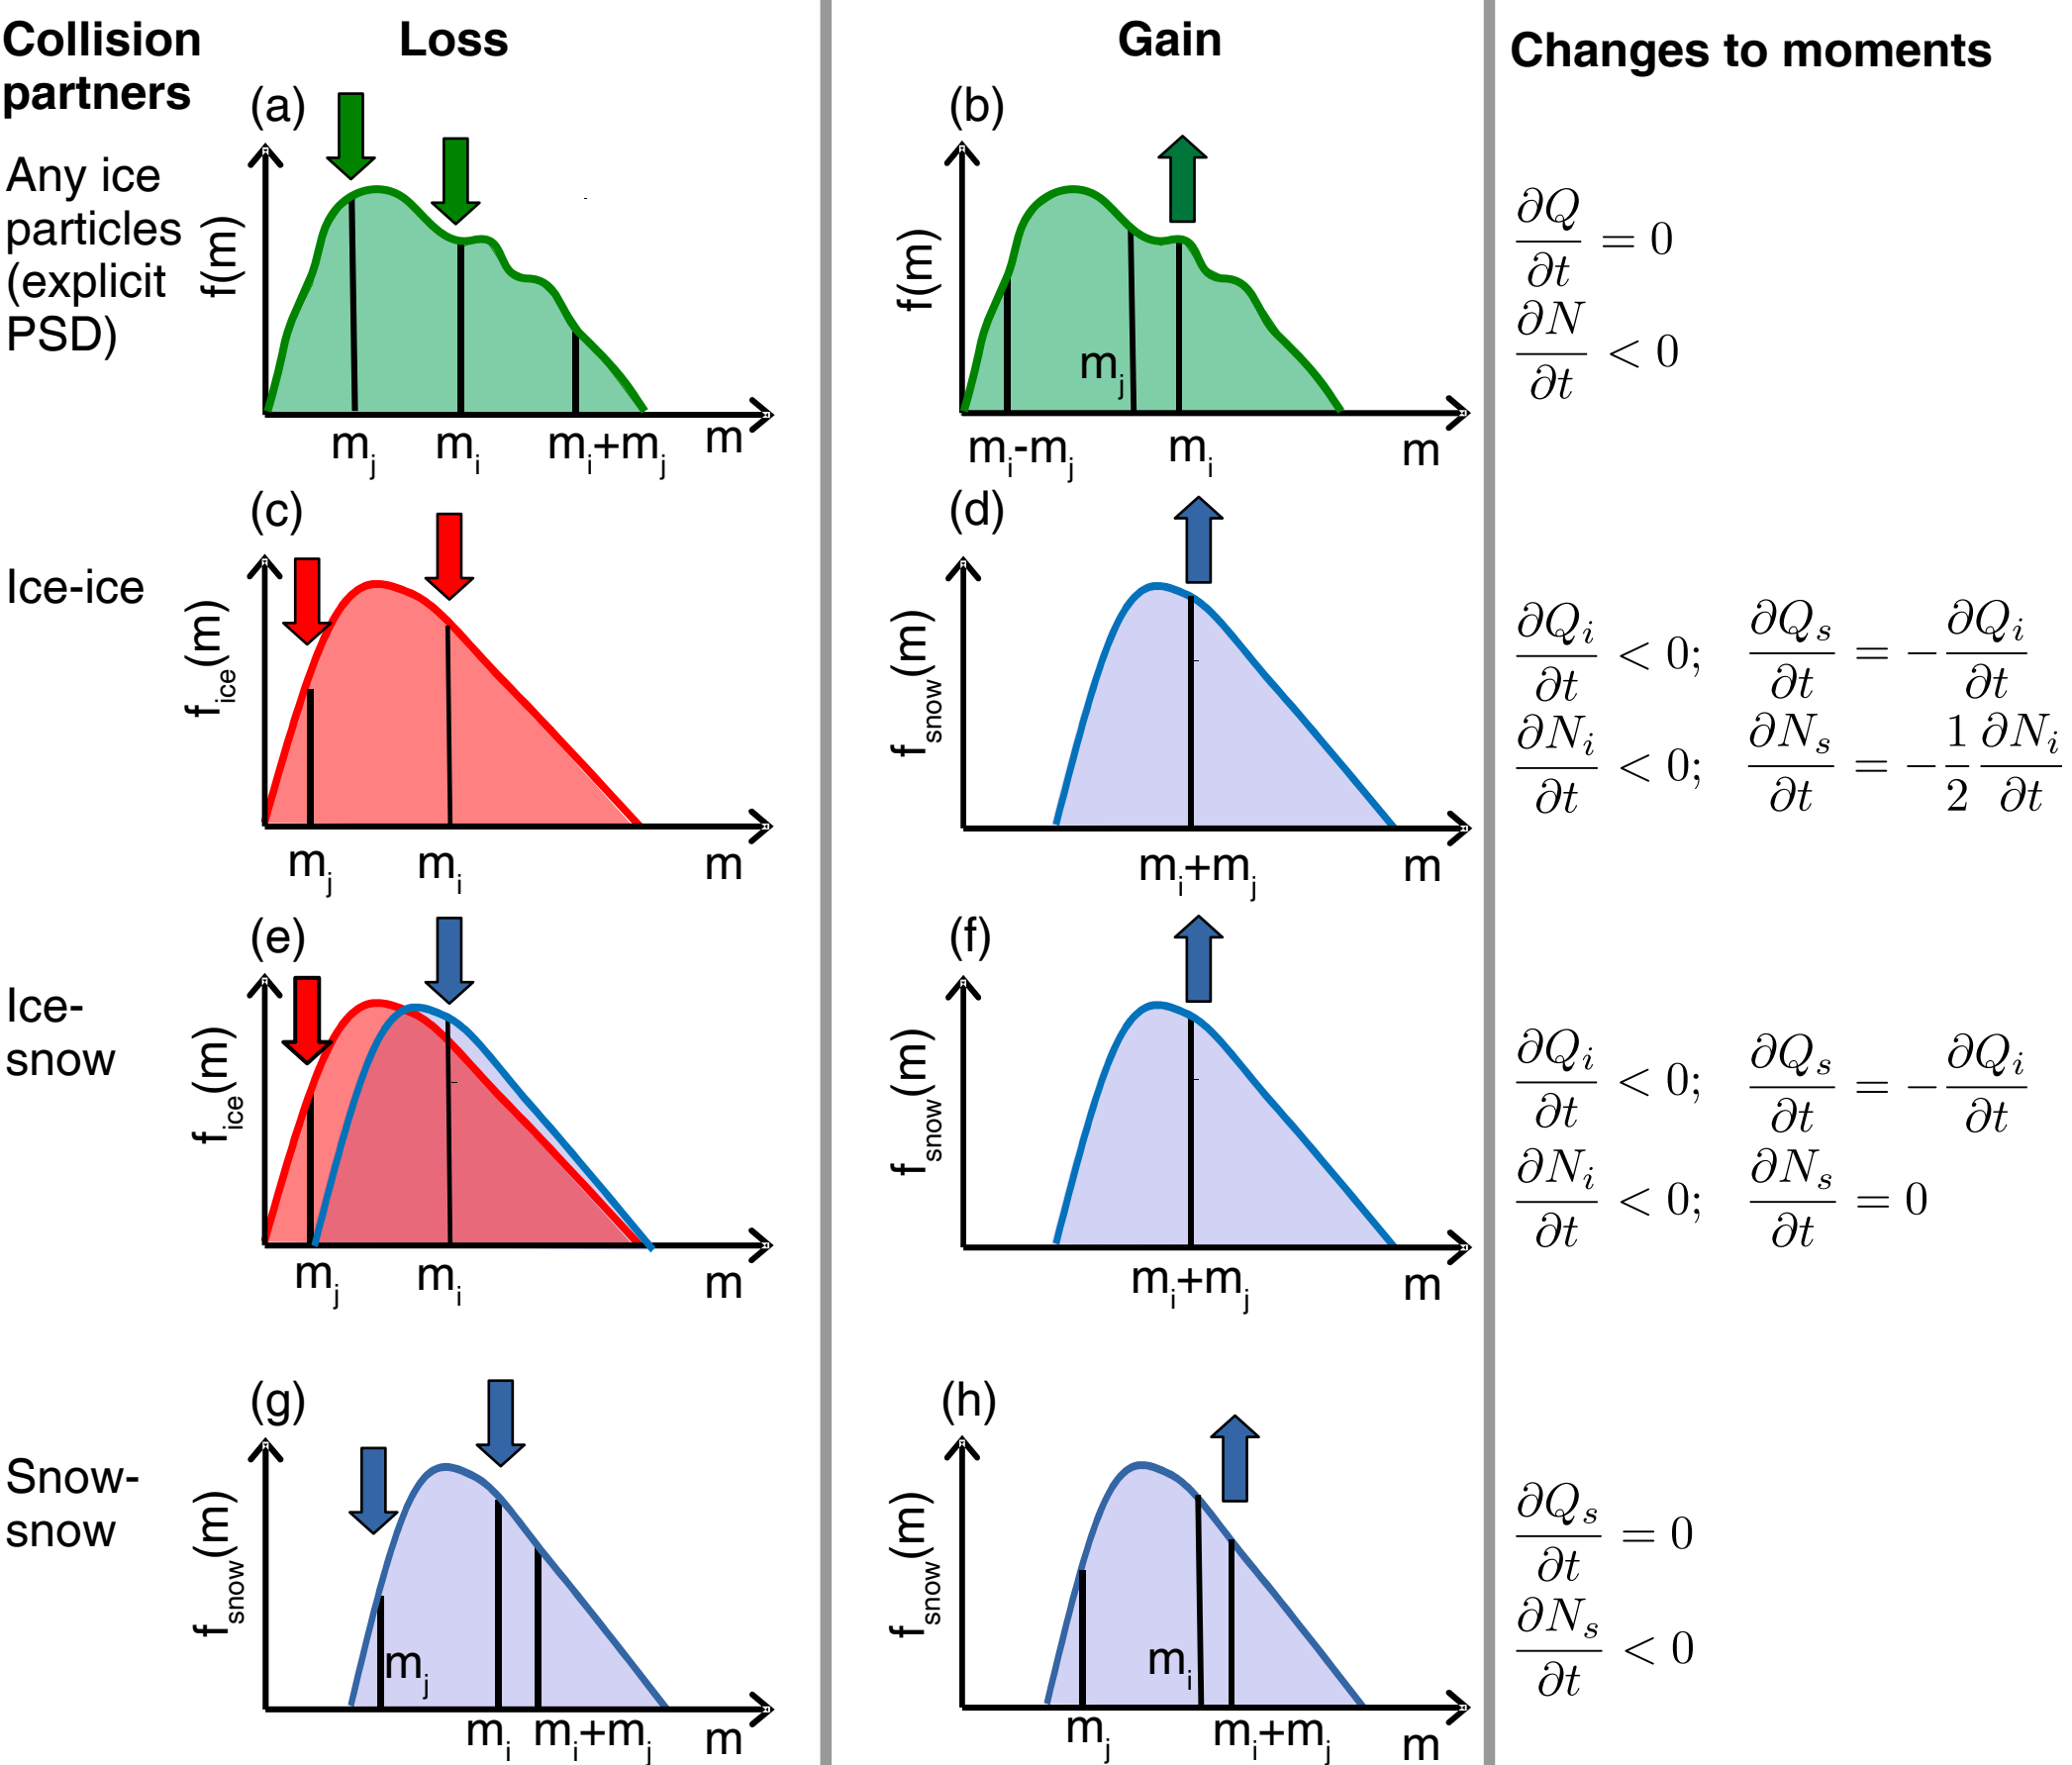 Collision
partners
Loss
Gain
Changes to moments
Any ice
particles
(explicit
PSD)
(a)
f(m)
m_j
m_i
m_i+m_j
m
(b)
f(m)
m_j
m_i-m_j
m_i
m
∂Q/∂t = 0
∂N/∂t < 0
Ice-ice
(c)
f_ice(m)
m_j
m_i
m
(d)
f_snow(m)
m_i+m_j
m
∂Q_i/∂t < 0; ∂Q_s/∂t = −∂Q_i/∂t
∂N_i/∂t < 0; ∂N_s/∂t = −1/2 ∂N_i/∂t
Ice-
snow
(e)
f_ice(m)
m_j
m_i
m
(f)
f_snow(m)
m_i+m_j
m
∂Q_i/∂t < 0; ∂Q_s/∂t = −∂Q_i/∂t
∂N_i/∂t < 0; ∂N_s/∂t = 0
Snow-
snow
(g)
f_snow(m)
m_j
m_i
m_i+m_j
m
(h)
f_snow(m)
m_i
m_j
m_i+m_j
m
∂Q_s/∂t = 0
∂N_s/∂t < 0